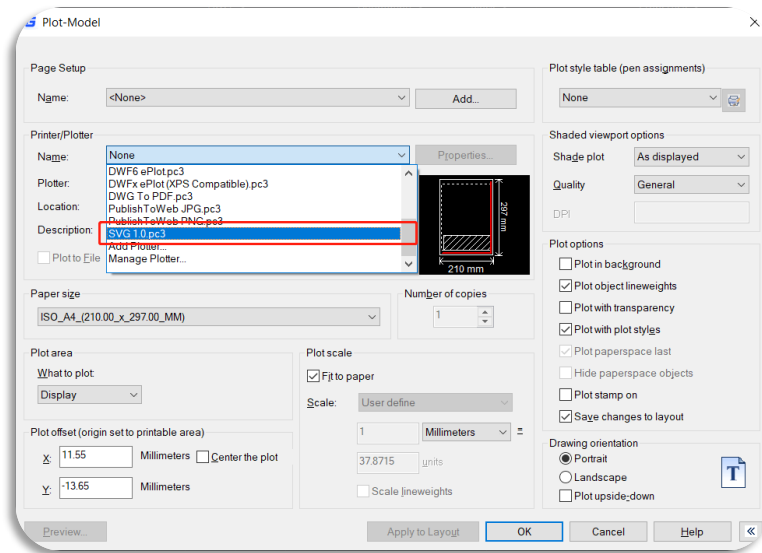 Plot-Model
Page Setup
Name:
<None>
Add...
Printer/Plotter
Name:
None
Properties...
DWF6 ePlot.pc3
DWFx ePlot (XPS Compatible).pc3
DWG To PDF.pc3
PublishToWeb JPG.pc3
PublishToWeb PNG.pc3
SVG 1.0.pc3
Add Plotter...
Manage Plotter...
Plotter:
Location:
Description:
Plot to File
297 mm
210 mm
Paper size
ISO_A4_(210.00_x_297.00_MM)
Number of copies
1
Plot area
What to plot:
Display
Plot scale
Fit to paper
Scale:
User define
1
Millimeters
=
37.8715
units
Scale lineweights
Plot offset (origin set to printable area)
X:
11.55
Millimeters
Center the plot
Y:
-13.65
Millimeters
Plot style table (pen assignments)
None
Shaded viewport options
Shade plot
As displayed
Quality
General
DPI
Plot options
Plot in background
Plot object lineweights
Plot with transparency
Plot with plot styles
Plot paperspace last
Hide paperspace objects
Plot stamp on
Save changes to layout
Drawing orientation
Portrait
Landscape
Plot upside-down
T
Preview...
Apply to Layout
OK
Cancel
Help